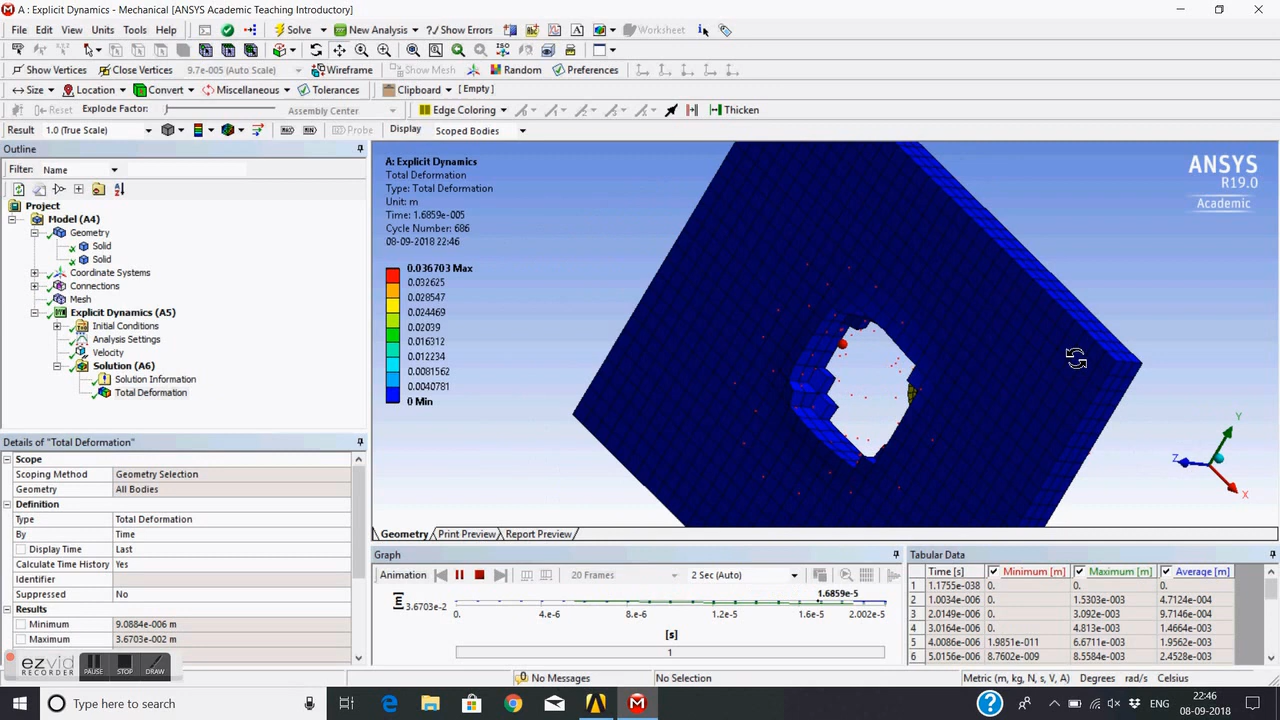 A : Explicit Dynamics - Mechanical [ANSYS Academic Teaching Introductory]
File Edit View Units Tools Help Solve New Analysis ?/ Show Errors Worksheet
Show Vertices Close Vertices 9.7e-005 (Auto Scale) Wireframe Show Mesh Random Preferences
Size Location Convert Miscellaneous Tolerances Clipboard [ Empty ]
Reset Explode Factor: Assembly Center Edge Coloring Thicken
Result 1.0 (True Scale) Probe Display Scoped Bodies
Outline
Filter: Name
Project
Model (A4)
Geometry
Solid
Solid
Coordinate Systems
Connections
Mesh
Explicit Dynamics (A5)
Initial Conditions
Analysis Settings
Velocity
Solution (A6)
Solution Information
Total Deformation
Details of "Total Deformation"
Scope
Scoping Method Geometry Selection
Geometry All Bodies
Definition
Type Total Deformation
By Time
Display Time Last
Calculate Time History Yes
Identifier
Suppressed No
Results
Minimum 9.0884e-006 m
Maximum 3.6703e-002 m
ezvid
RECORDER
PAUSE STOP DRAW
A: Explicit Dynamics
Total Deformation
Type: Total Deformation
Unit: m
Time: 1.6859e-005
Cycle Number: 686
08-09-2018 22:46
0.036703 Max
0.032625
0.028547
0.024469
0.02039
0.016312
0.012234
0.0081562
0.0040781
0 Min
ANSYS
R19.0
Academic
Y
Z
X
Geometry Print Preview Report Preview
Graph
Animation 20 Frames 2 Sec (Auto)
1.6859e-5
[m] 3.6703e-2
0. 4.e-6 8.e-6 1.2e-5 1.6e-5 2.002e-5
[s]
1
Tabular Data
Time [s] Minimum [m] Maximum [m] Average [m]
1 1.1755e-038 0. 0. 0.
2 1.0034e-006 0. 1.5303e-003 4.7124e-004
3 2.0149e-006 0. 3.092e-003 9.7146e-004
4 3.0164e-006 0. 4.813e-003 1.4664e-003
5 4.0086e-006 1.9851e-011 6.6711e-003 1.9562e-003
6 5.0156e-006 8.7602e-009 8.5584e-003 2.4528e-003
No Messages No Selection Metric (m, kg, N, s, V, A) Degrees rad/s Celsius
Type here to search
ENG 22:46
08-09-2018